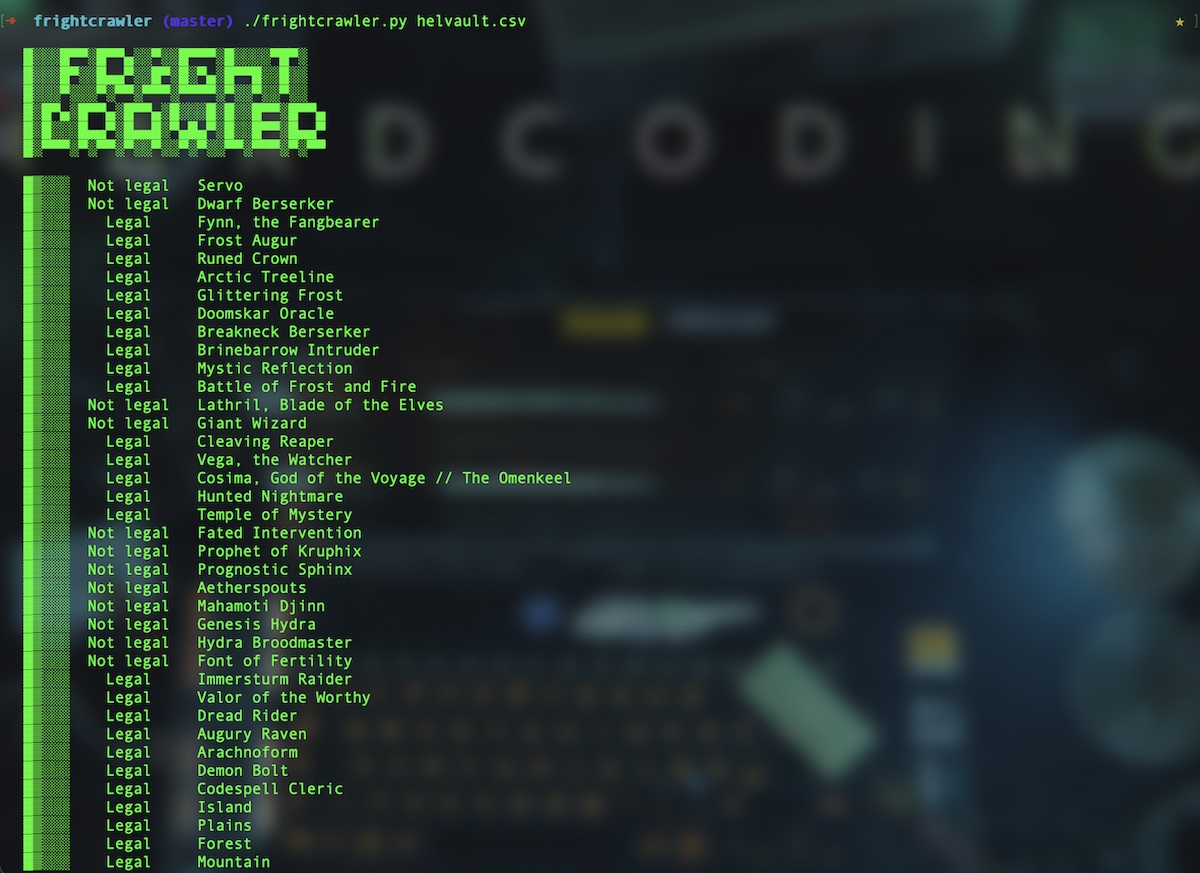 [➜ frightcrawler (master) ./frightcrawler.py helvault.csv ★ ]
FRiGhT
CRAWlER
D C O D I N G
Not legal Servo
Not legal Dwarf Berserker
Legal Fynn, the Fangbearer
Legal Frost Augur
Legal Runed Crown
Legal Arctic Treeline
Legal Glittering Frost
Legal Doomskar Oracle
Legal Breakneck Berserker
Legal Brinebarrow Intruder
Legal Mystic Reflection
Legal Battle of Frost and Fire
Not legal Lathril, Blade of the Elves
Not legal Giant Wizard
Legal Cleaving Reaper
Legal Vega, the Watcher
Legal Cosima, God of the Voyage // The Omenkeel
Legal Hunted Nightmare
Legal Temple of Mystery
Not legal Fated Intervention
Not legal Prophet of Kruphix
Not legal Prognostic Sphinx
Not legal Aetherspouts
Not legal Mahamoti Djinn
Not legal Genesis Hydra
Not legal Hydra Broodmaster
Not legal Font of Fertility
Legal Immersturm Raider
Legal Valor of the Worthy
Legal Dread Rider
Legal Augury Raven
Legal Arachnoform
Legal Demon Bolt
Legal Codespell Cleric
Legal Island
Legal Plains
Legal Forest
Legal Mountain